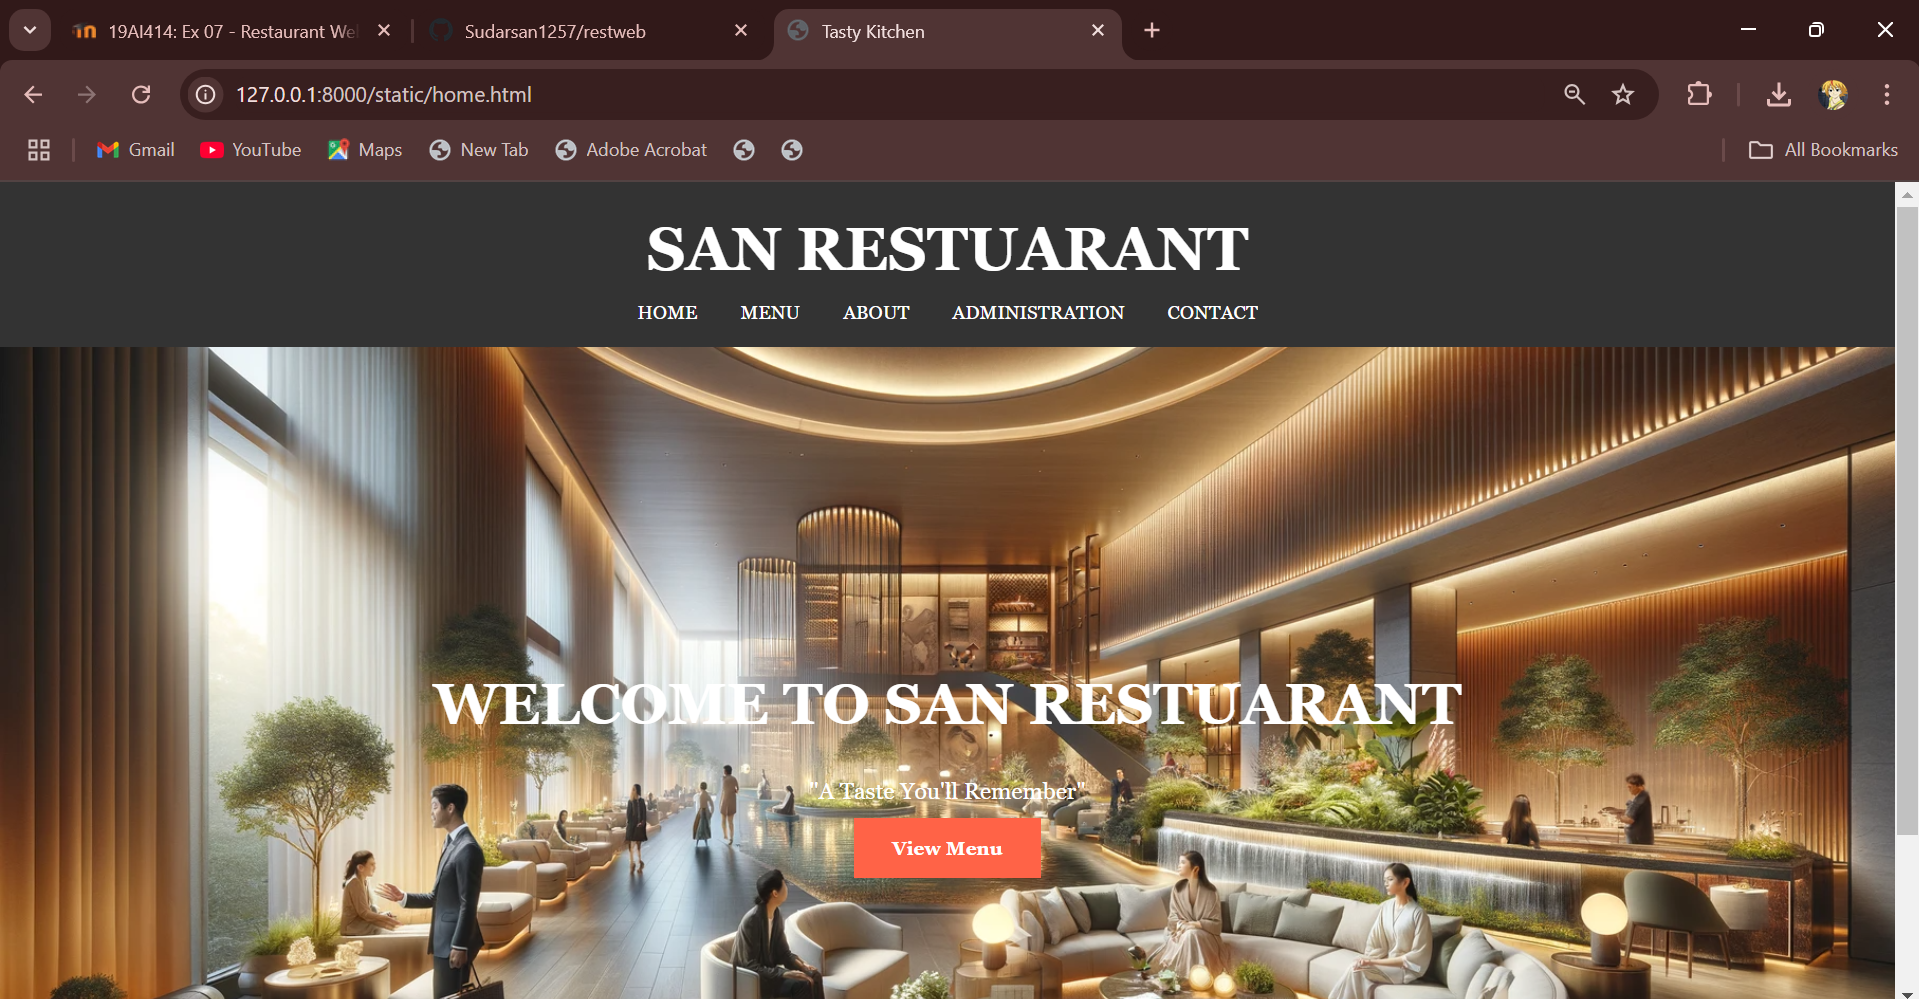 19AI414: Ex 07 - Restaurant We
Sudarsan1257/restweb
Tasty Kitchen
127.0.0.1:8000/static/home.html
Gmail
YouTube
Maps
New Tab
Adobe Acrobat
All Bookmarks
SAN RESTUARANT
HOME MENU ABOUT ADMINISTRATION CONTACT
WELCOME TO SAN RESTUARANT
"A Taste You'll Remember"
View Menu